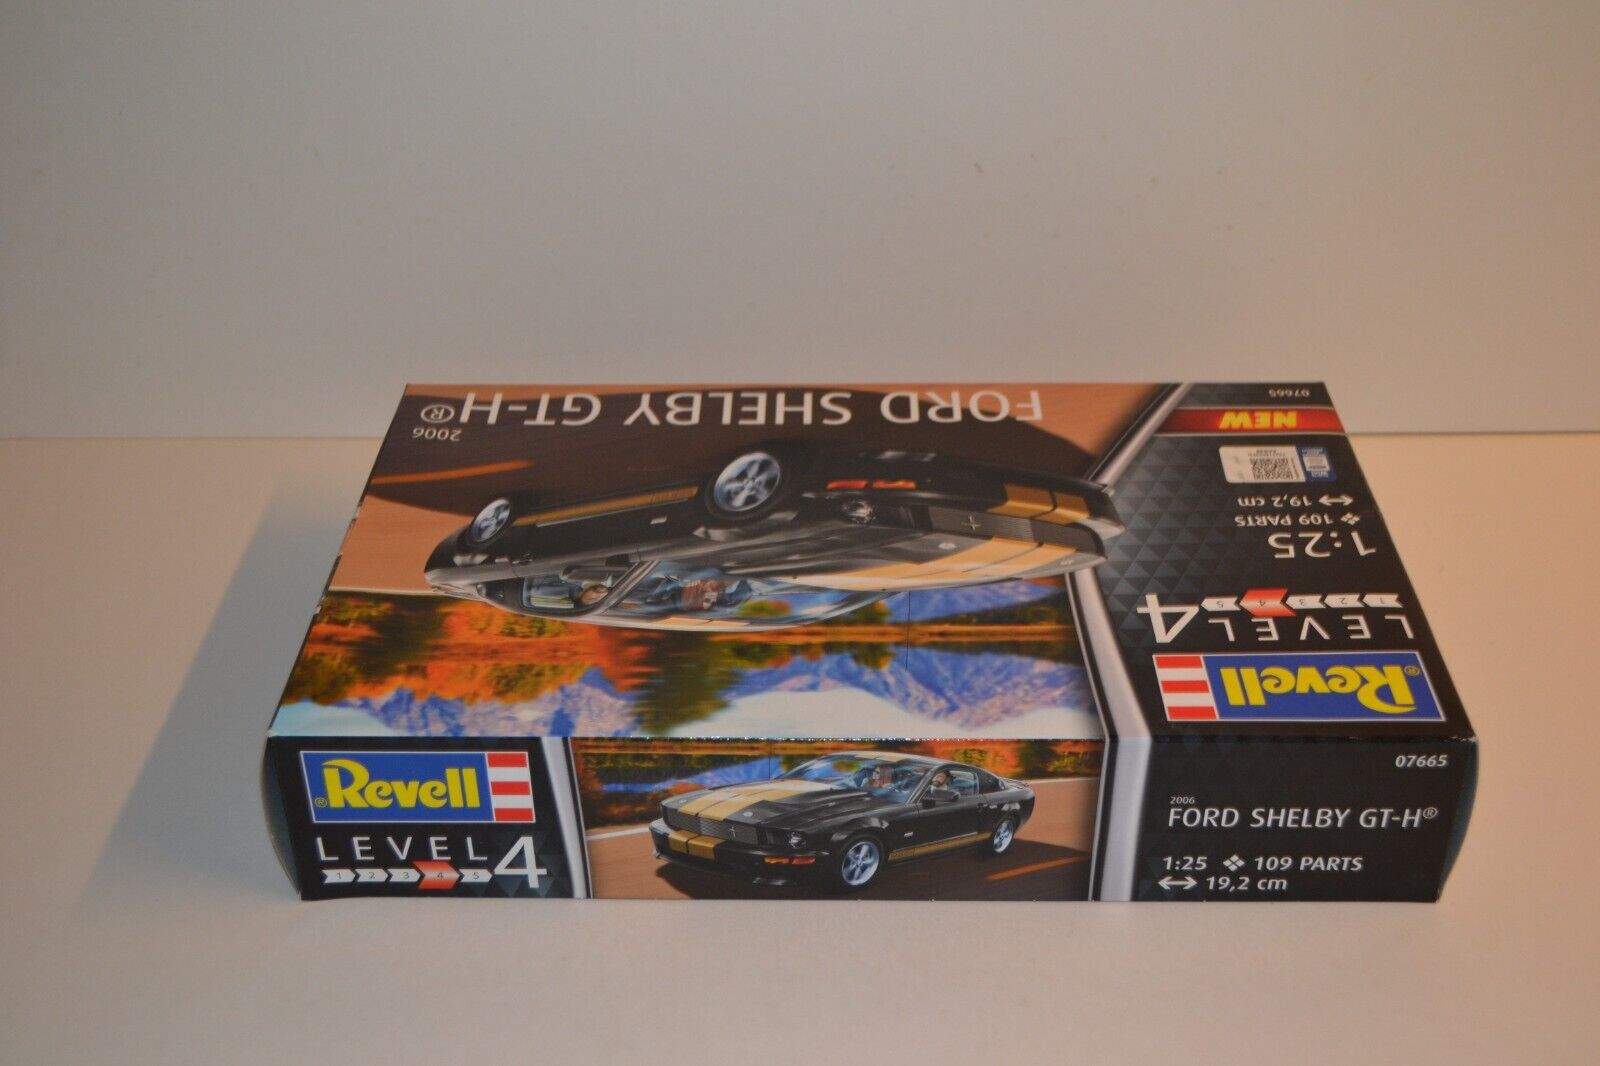 FORD SHELBY GT-H®
2006
07665
NEW
19,2 cm
109 PARTS
1:25
1 2 3 4 5
LEVEL 4
Revell®
®Revell
LEVEL 4
1 2 3 4 5
07665
2006
FORD SHELBY GT-H®
1:25 109 PARTS
19,2 cm